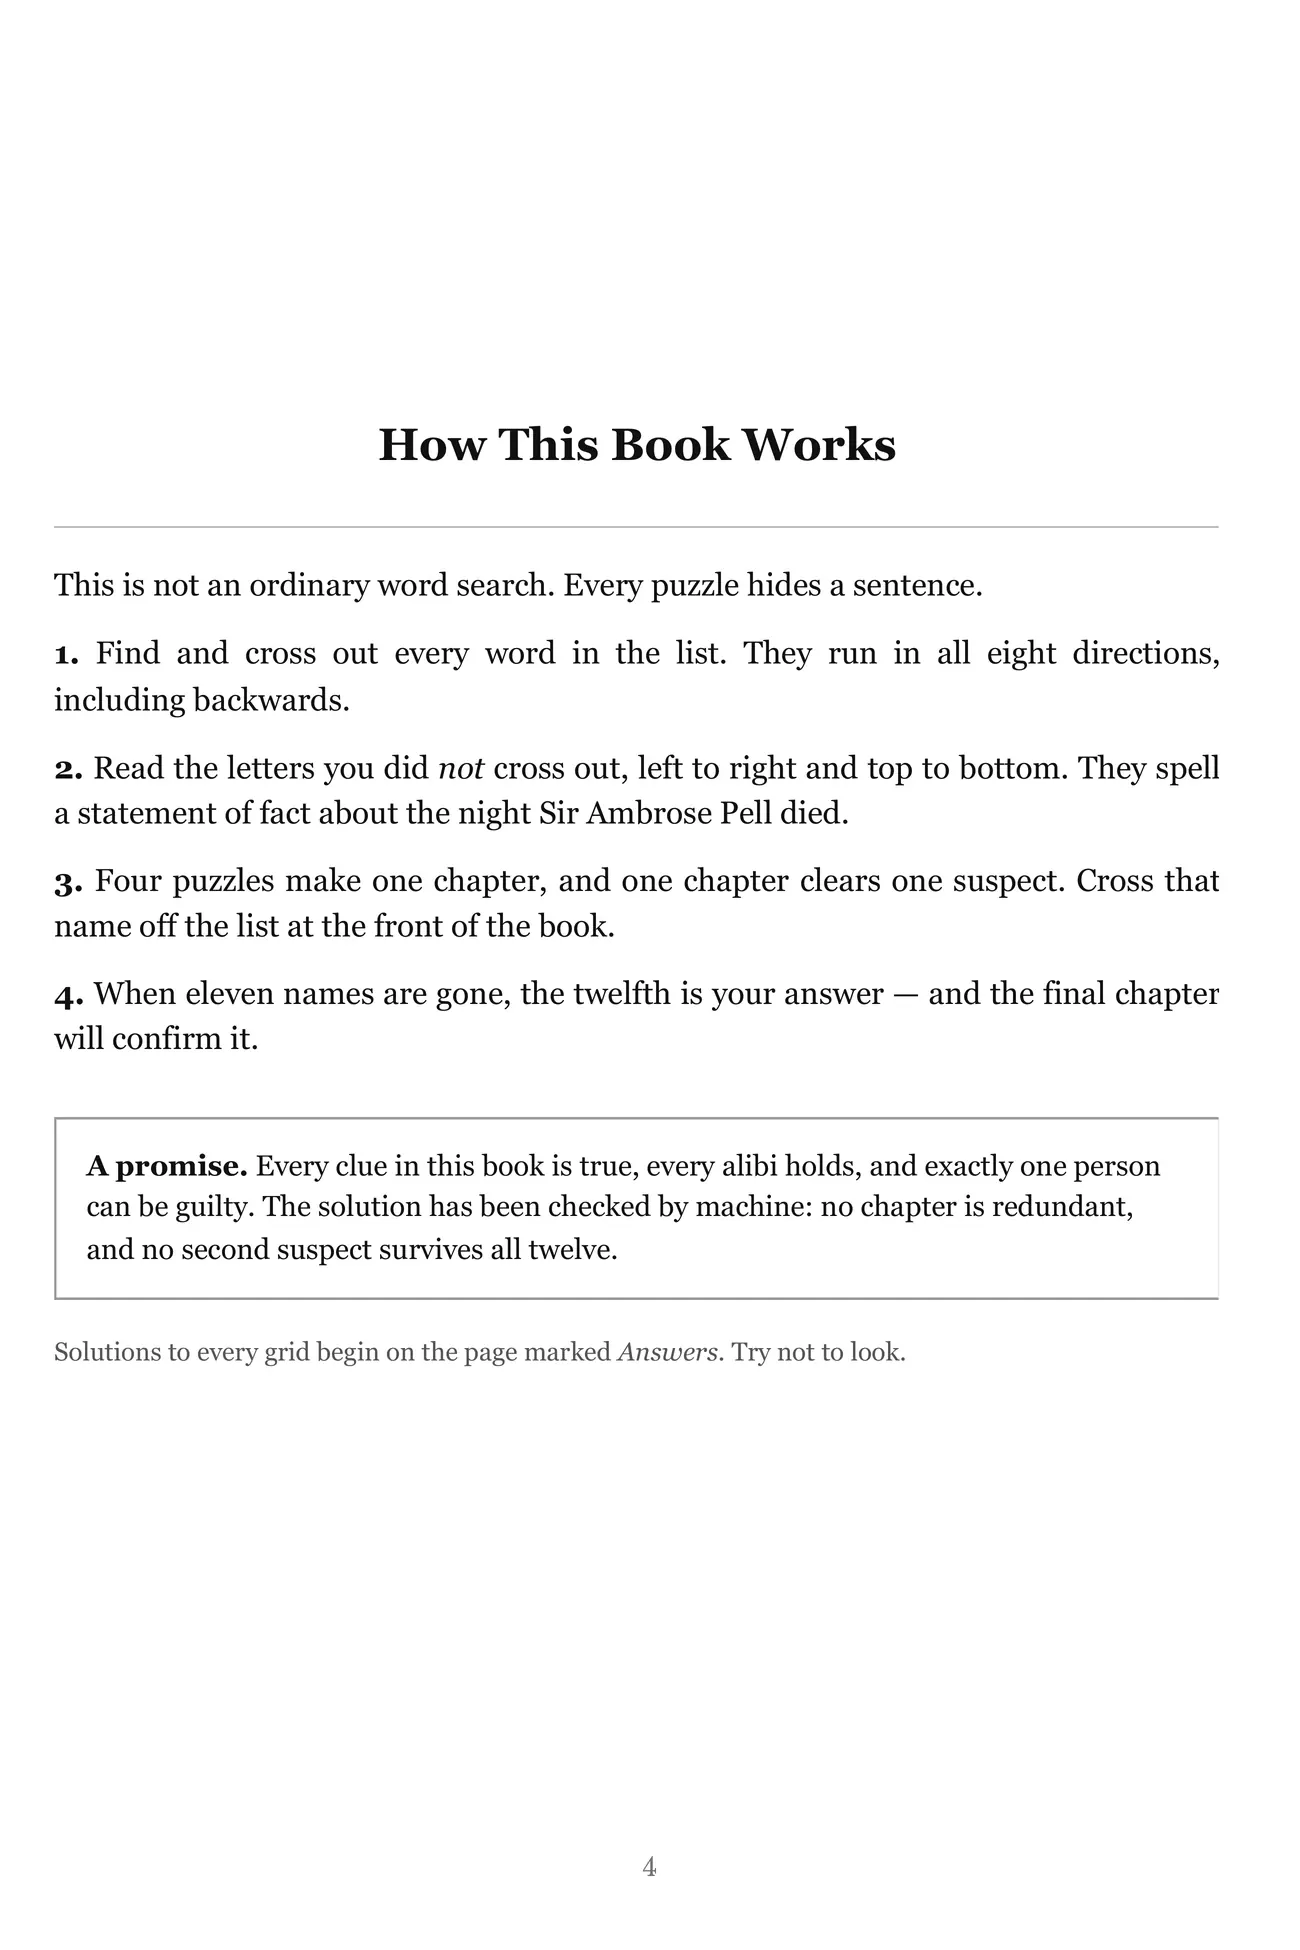 How This Book Works
This is not an ordinary word search. Every puzzle hides a sentence.
1. Find and cross out every word in the list. They run in all eight directions,
including backwards.
2. Read the letters you did not cross out, left to right and top to bottom. They spell
a statement of fact about the night Sir Ambrose Pell died.
3. Four puzzles make one chapter, and one chapter clears one suspect. Cross that
name off the list at the front of the book.
4. When eleven names are gone, the twelfth is your answer — and the final chapter
will confirm it.
A promise. Every clue in this book is true, every alibi holds, and exactly one person
can be guilty. The solution has been checked by machine: no chapter is redundant,
and no second suspect survives all twelve.
Solutions to every grid begin on the page marked Answers. Try not to look.
4